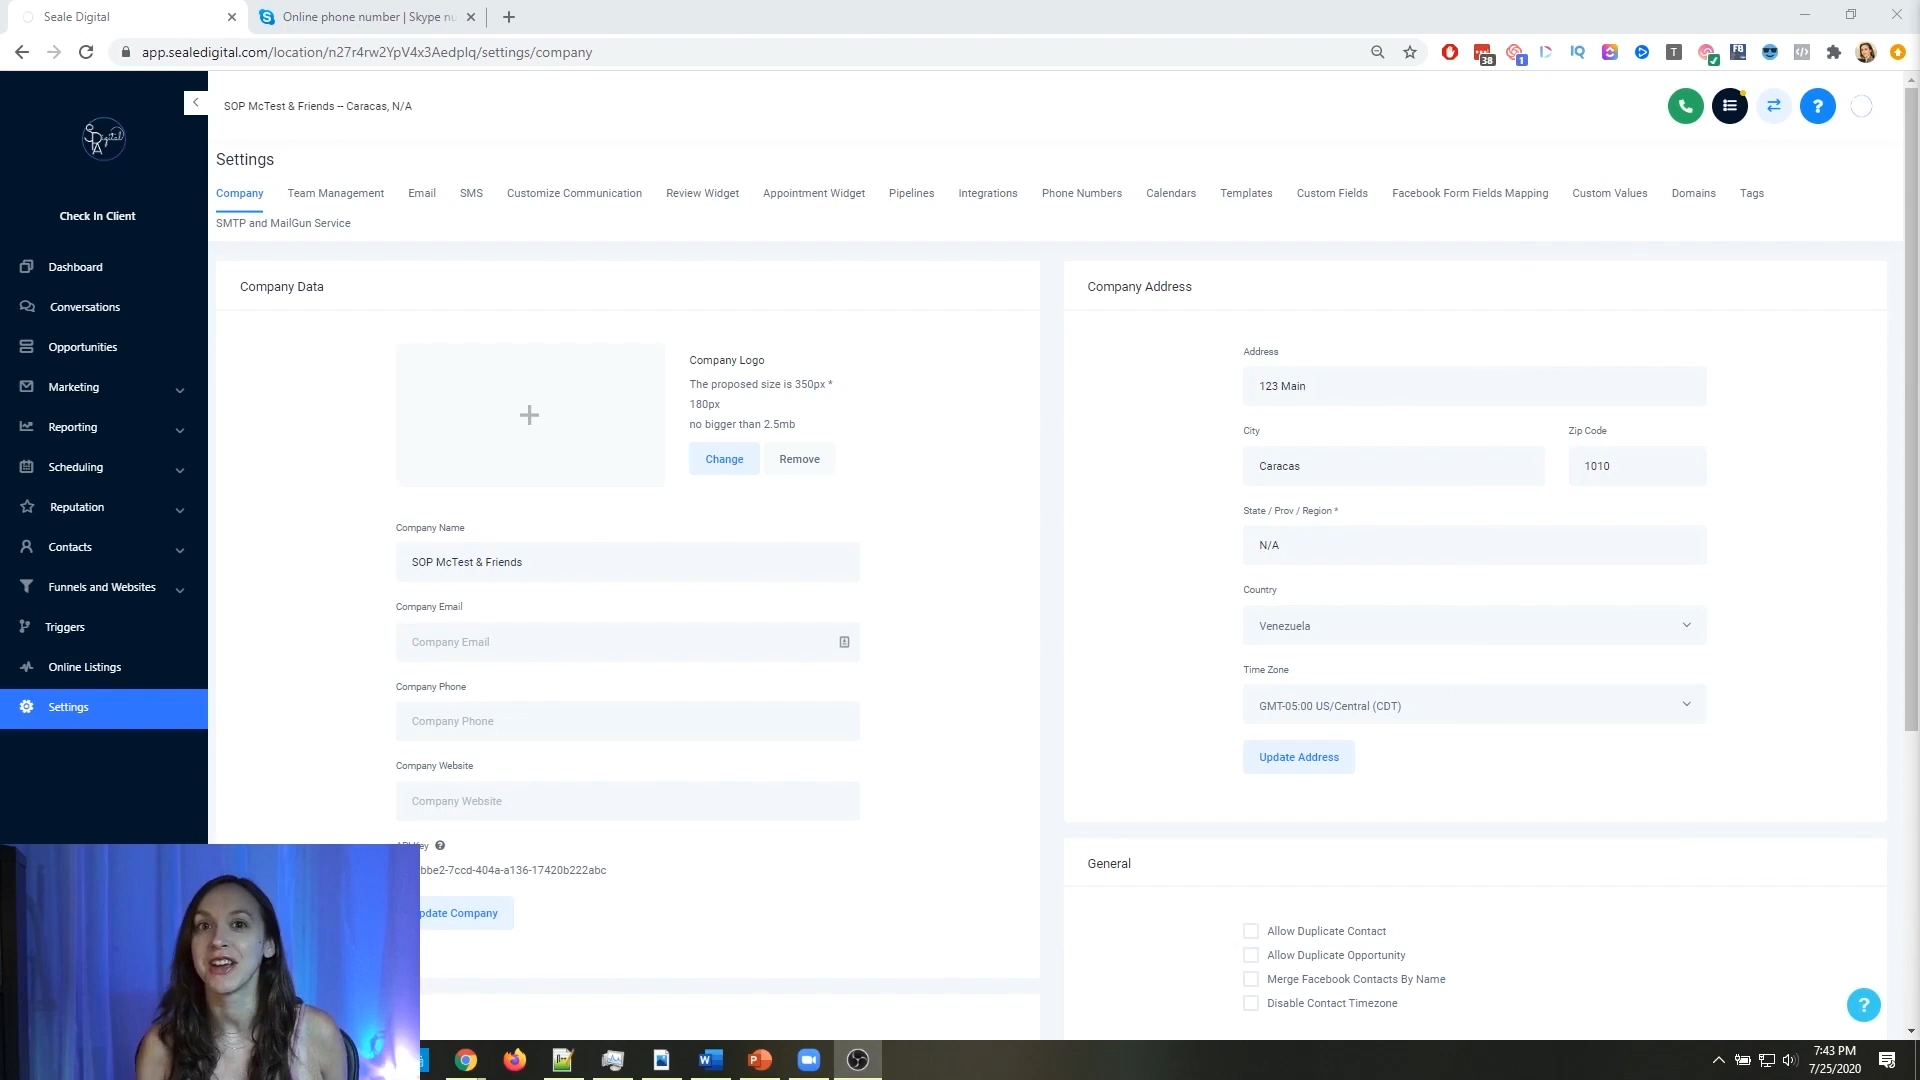 Seale Digital
Online phone number | Skype nu
app.sealedigital.com/location/n27r4rw2YpV4x3Aedplq/settings/company
38
1
IQ
T
FB
SOP McTest & Friends -- Caracas, N/A
Check In Client
Dashboard
Conversations
Opportunities
Marketing
Reporting
Scheduling
Reputation
Contacts
Funnels and Websites
Triggers
Online Listings
Settings
Settings
Company Team Management Email SMS Customize Communication Review Widget Appointment Widget Pipelines Integrations Phone Numbers Calendars Templates Custom Fields Facebook Form Fields Mapping Custom Values Domains Tags
SMTP and MailGun Service
Company Data
Company Logo
The proposed size is 350px *
180px
no bigger than 2.5mb
Change Remove
Company Name
SOP McTest & Friends
Company Email
Company Email
Company Phone
Company Phone
Company Website
Company Website
bbe2-7ccd-404a-a136-17420b222abc
pdate Company
Company Address
Address
123 Main
City Zip Code
Caracas 1010
State / Prov / Region *
N/A
Country
Venezuela
Time Zone
GMT-05:00 US/Central (CDT)
Update Address
General
Allow Duplicate Contact
Allow Duplicate Opportunity
Merge Facebook Contacts By Name
Disable Contact Timezone
?
7:43 PM
7/25/2020